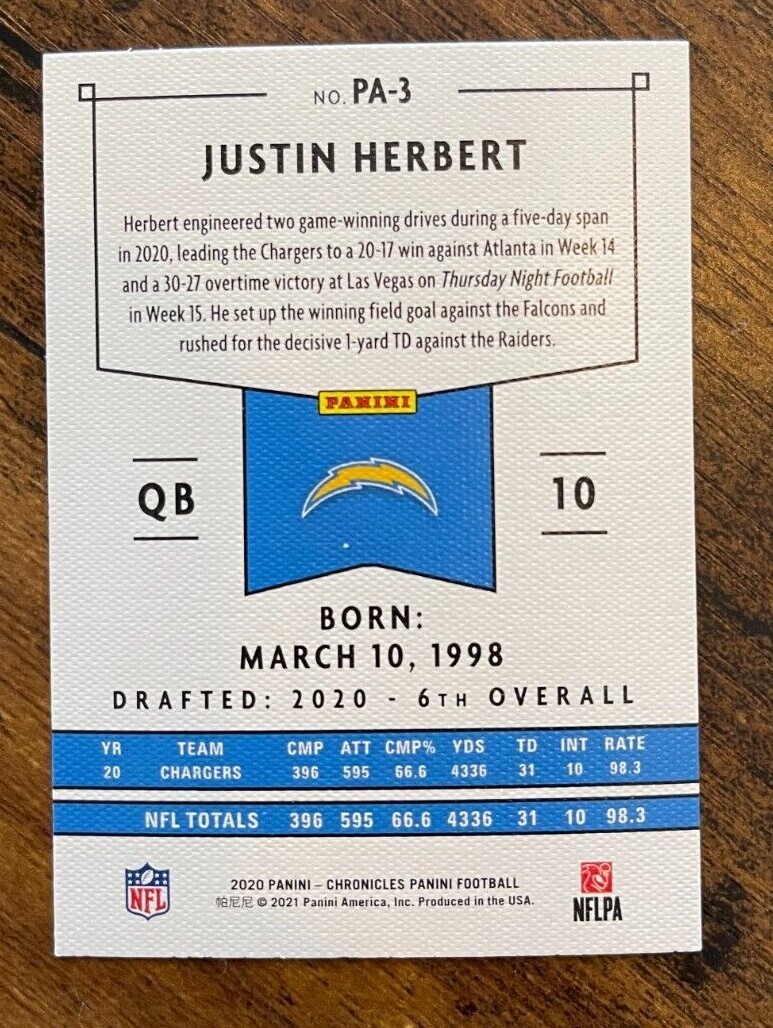 NO. PA-3
JUSTIN HERBERT
Herbert engineered two game-winning drives during a five-day span
in 2020, leading the Chargers to a 20-17 win against Atlanta in Week 14
and a 30-27 overtime victory at Las Vegas on Thursday Night Football
in Week 15. He set up the winning field goal against the Falcons and
rushed for the decisive 1-yard TD against the Raiders.
PANINI
QB
10
BORN:
MARCH 10, 1998
DRAFTED: 2020 - 6TH OVERALL
YR TEAM CMP ATT CMP% YDS TD INT RATE
20 CHARGERS 396 595 66.6 4336 31 10 98.3
NFL TOTALS 396 595 66.6 4336 31 10 98.3
NFL
2020 PANINI – CHRONICLES PANINI FOOTBALL
帕尼尼 © 2021 Panini America, Inc. Produced in the USA.
NFLPA